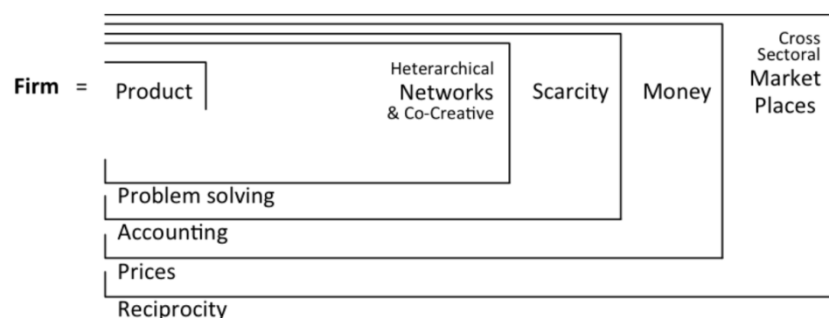 Firm = Product
Heterarchical
Networks
& Co-Creative
Scarcity
Money
Cross
Sectoral
Market
Places
Problem solving
Accounting
Prices
Reciprocity